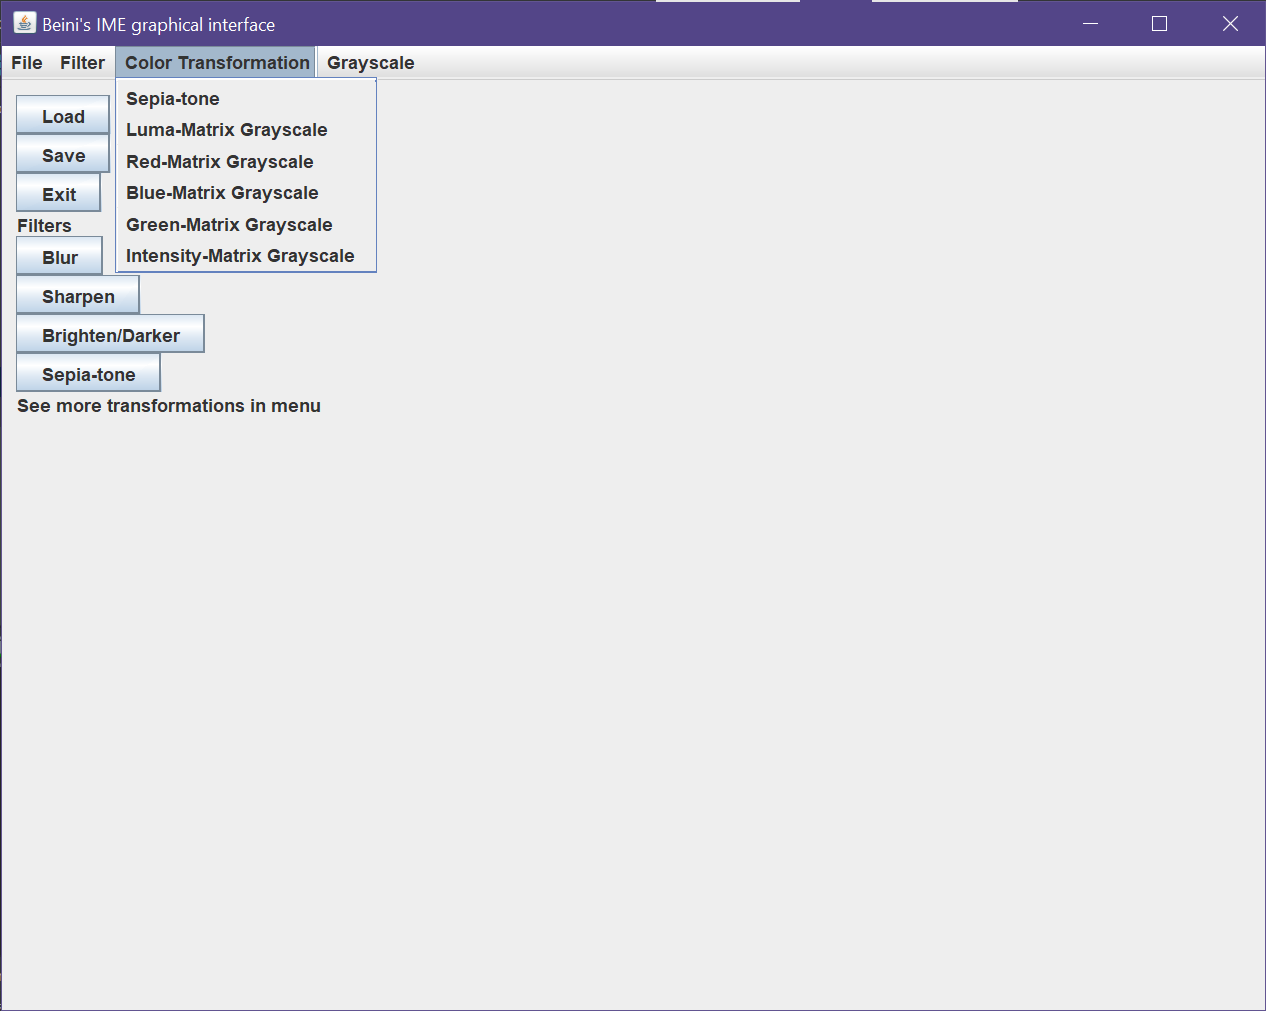 Beini's IME graphical interface
File Filter Color Transformation Grayscale
Sepia-tone
Luma-Matrix Grayscale
Red-Matrix Grayscale
Blue-Matrix Grayscale
Green-Matrix Grayscale
Intensity-Matrix Grayscale
Load
Save
Exit
Filters
Blur
Sharpen
Brighten/Darker
Sepia-tone
See more transformations in menu